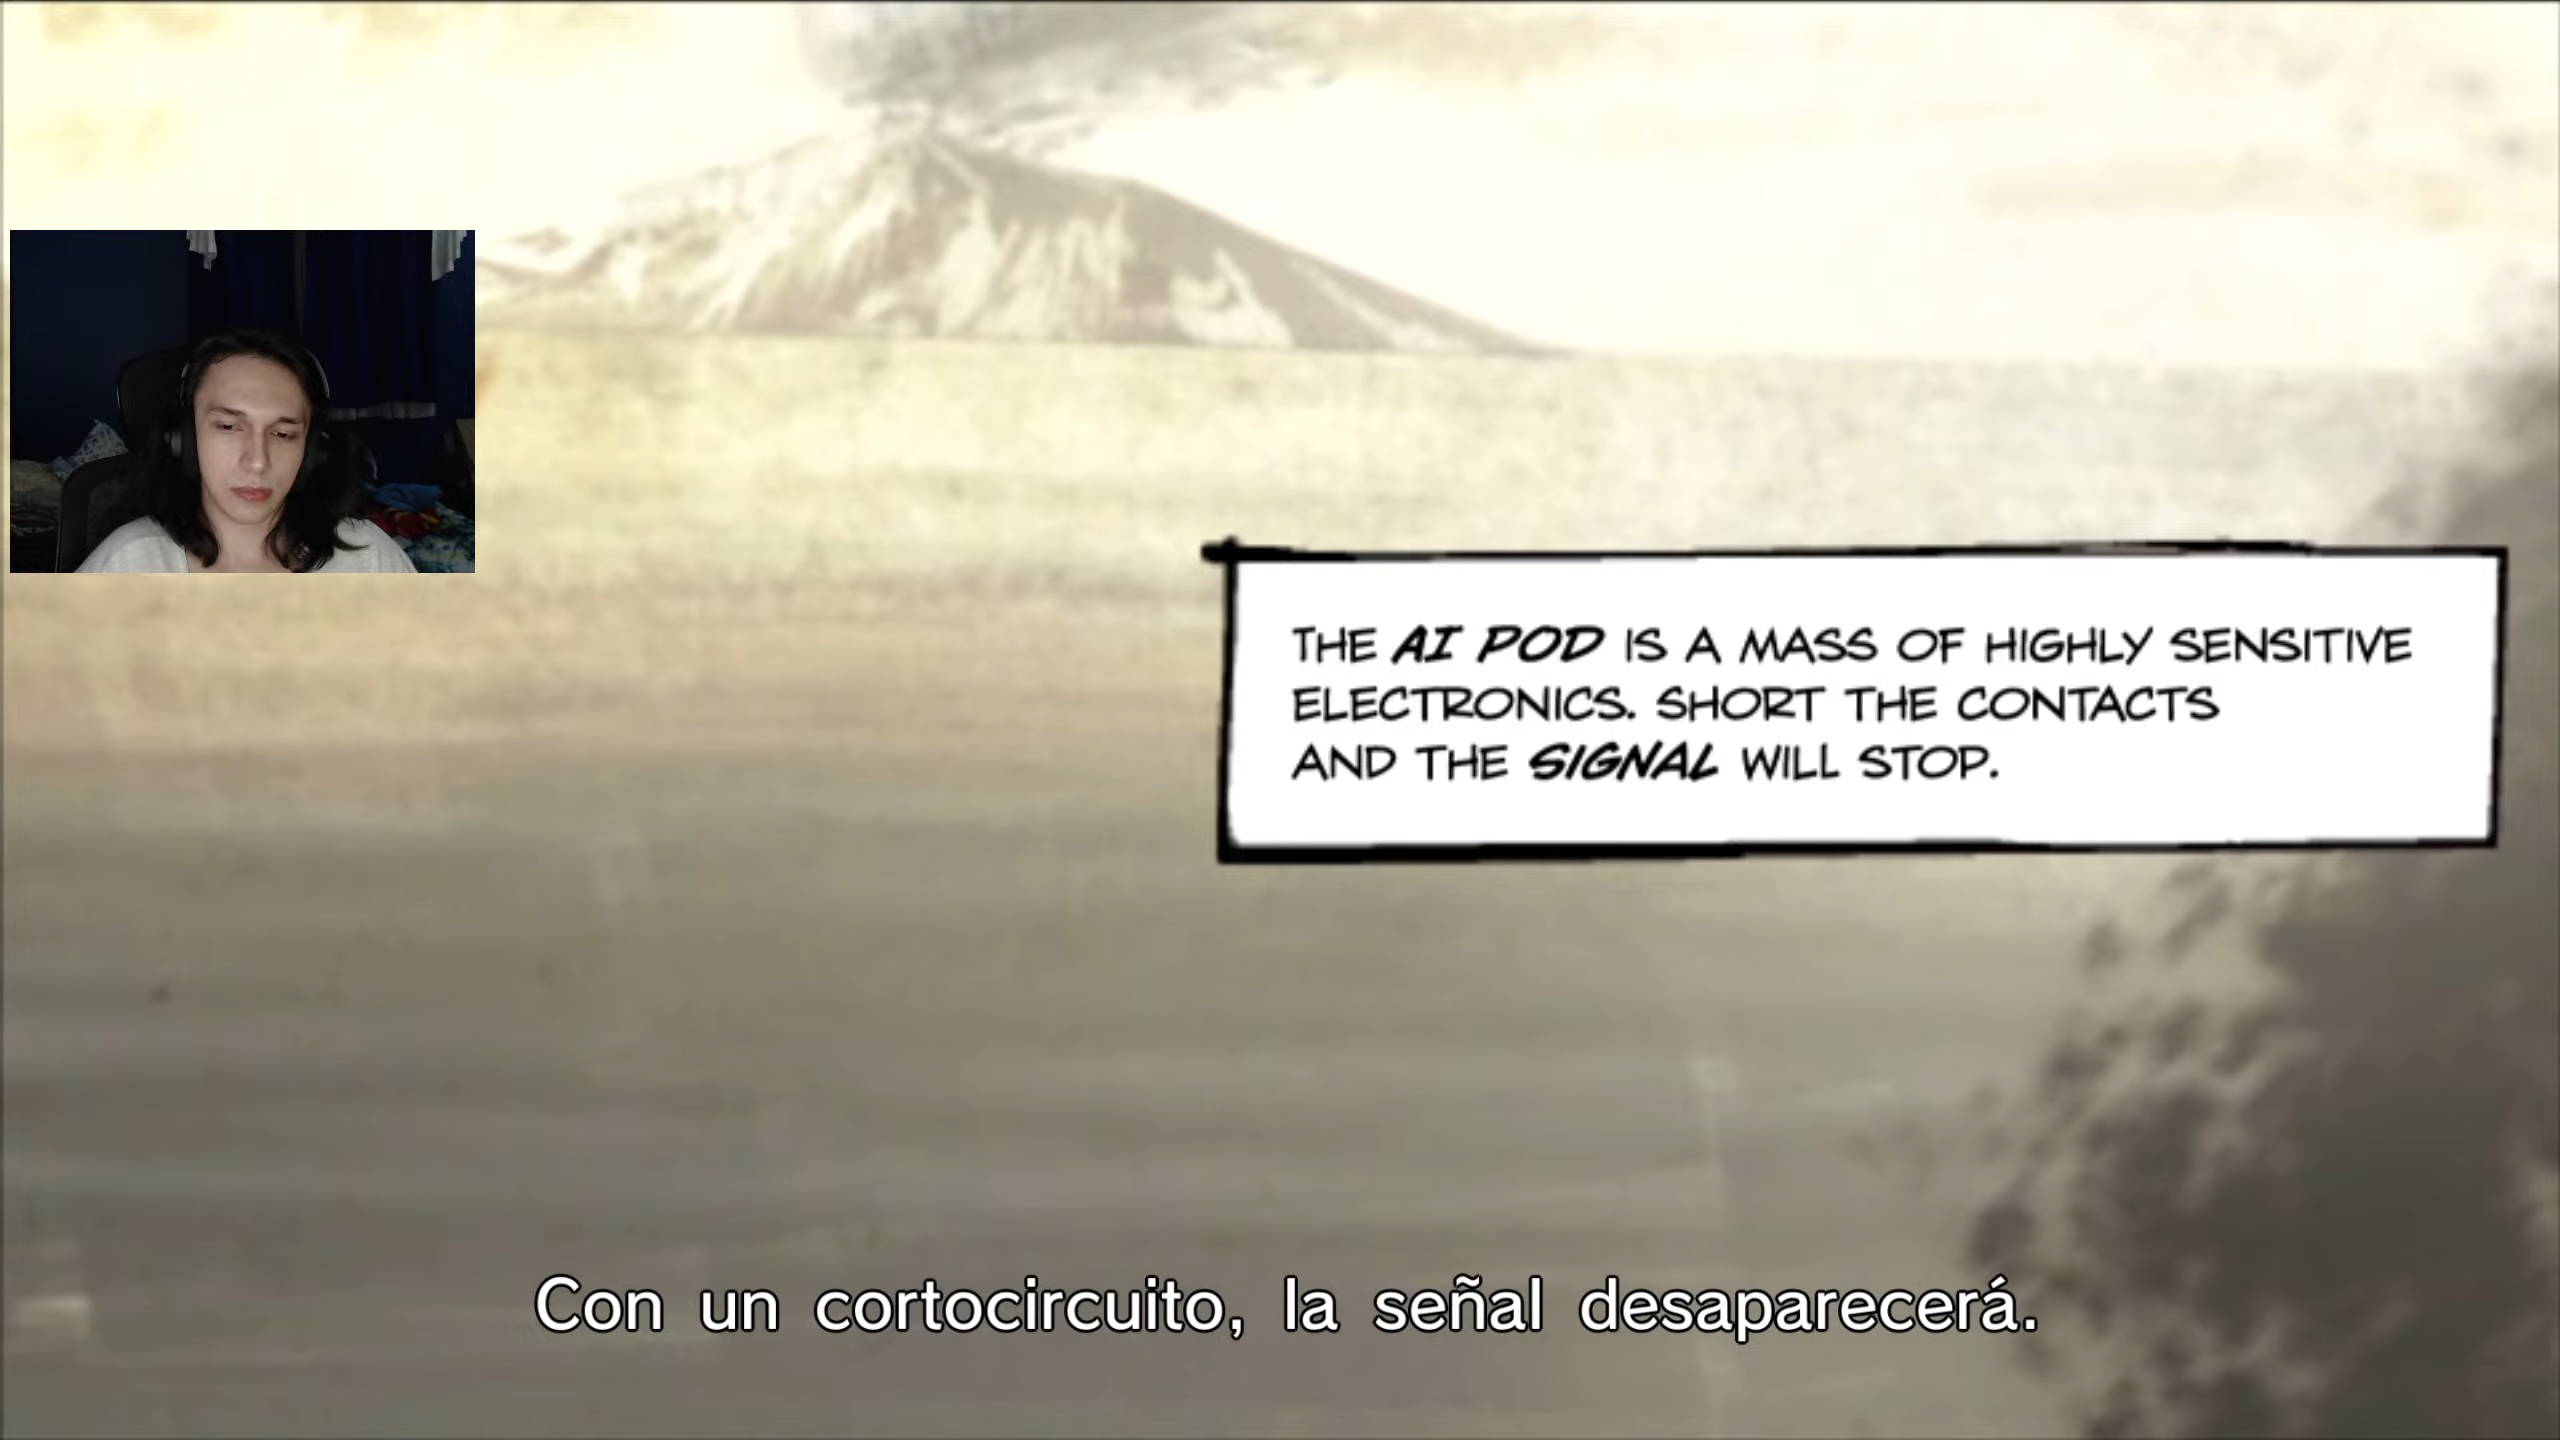 THE AI POD IS A MASS OF HIGHLY SENSITIVE
ELECTRONICS. SHORT THE CONTACTS
AND THE SIGNAL WILL STOP.
Con un cortocircuito, la señal desaparecerá.